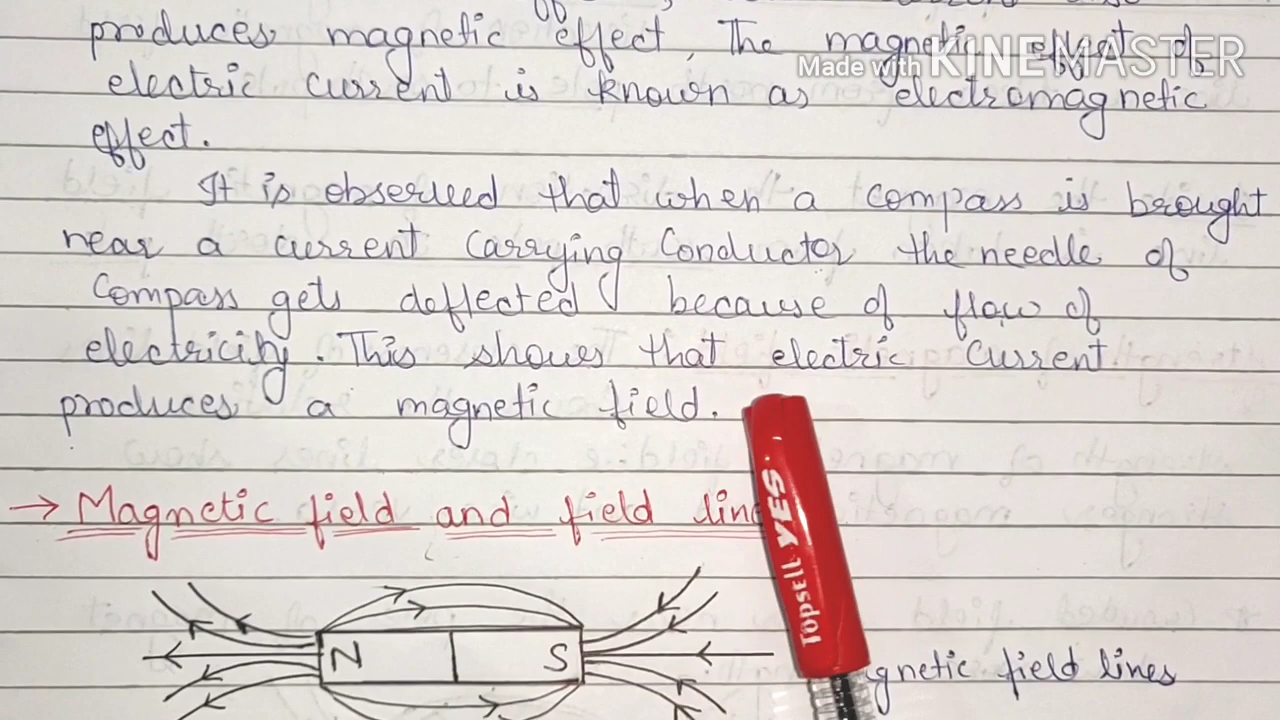 produces magnetic effect. The magnetic effect of
Made with KINEMASTER
electric current is known as electromagnetic
effect.
It is observed that when a compass is brought
near a current carrying conductor the needle of
compass gets deflected because of flow of
electricity. This shows that electric current
produces a magnetic field.
→ Magnetic field and field line
Topsell YES
N S
gnetic field lines